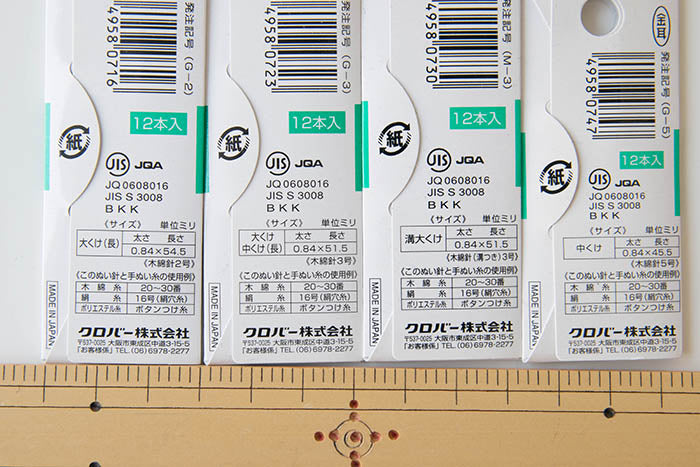 4958 0716
発注記号 (G-2)
12本入
紙
JIS JQA
JQ 0608016
JIS S 3008
BKK
《サイズ》 単位ミリ
大くけ(長) 太さ 長さ
0.84×54.5
(木綿針2号)
《このぬい針と手ぬい糸の使用例》
木綿糸 20〜30番
絹糸 16号(絹穴糸)
ポリエステル糸 ボタンつけ糸
クロバー株式会社
〒537-0025 大阪市東成区中道3-15-5
「お客様係」 TEL.(06)6978-2277
MADE IN JAPAN
4958 0723
発注記号 (G-3)
12本入
紙
JIS JQA
JQ 0608016
JIS S 3008
BKK
《サイズ》 単位ミリ
大くけ 太さ 長さ
中くけ(長) 0.84×51.5
(木綿針3号)
《このぬい針と手ぬい糸の使用例》
木綿糸 20〜30番
絹糸 16号(絹穴糸)
ポリエステル糸 ボタンつけ糸
クロバー株式会社
〒537-0025 大阪市東成区中道3-15-5
「お客様係」 TEL.(06)6978-2277
MADE IN JAPAN
4958 0730
発注記号 (M-3)
12本入
紙
JIS JQA
JQ 0608016
JIS S 3008
BKK
《サイズ》 単位ミリ
溝大くけ 太さ 長さ
0.84×51.5
(木綿針(溝つき)3号)
《このぬい針と手ぬい糸の使用例》
木綿糸 20〜30番
絹糸 16号(絹穴糸)
ポリエステル糸 ボタンつけ糸
クロバー株式会社
〒537-0025 大阪市東成区中道3-15-5
「お客様係」 TEL.(06)6978-2277
MADE IN JAPAN
金耳
4958 0747
発注記号 (G-5)
12本入
JIS JQA
JQ 0608016
JIS S 3008
BKK
《サイズ》 単位ミリ
中くけ 太さ 長さ
0.84×45.5
(木綿針5号)
《このぬい針と手ぬい糸の使用例》
木綿糸 20〜30番
絹糸 16号(絹穴糸)
ポリエステル糸 ボタンつけ糸
クロバー株式会社
〒537-0025 大阪市東成区中道3-15-5
「お客様係」 TEL.(06)6978-2277
MADE IN JAPAN